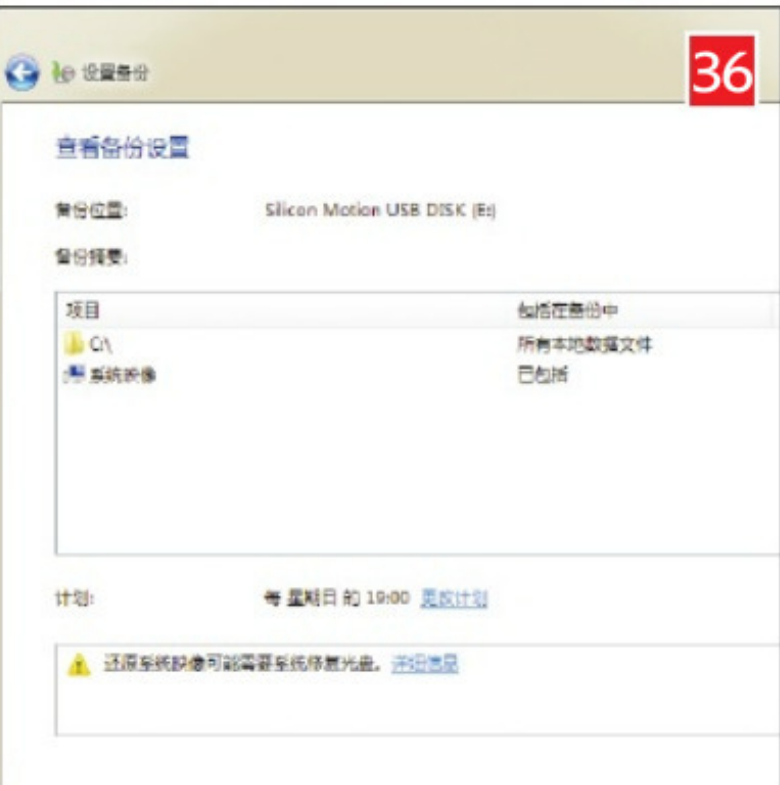 36
设置备份
查看备份设置
备份位置: Silicon Motion USB DISK (E:)
备份摘要:
项目 包括在备份中
C:\ 所有本地数据文件
系统映像 已包括
计划: 每 星期日 的 19:00 更改计划
还原系统映像可能需要系统修复光盘。详细信息